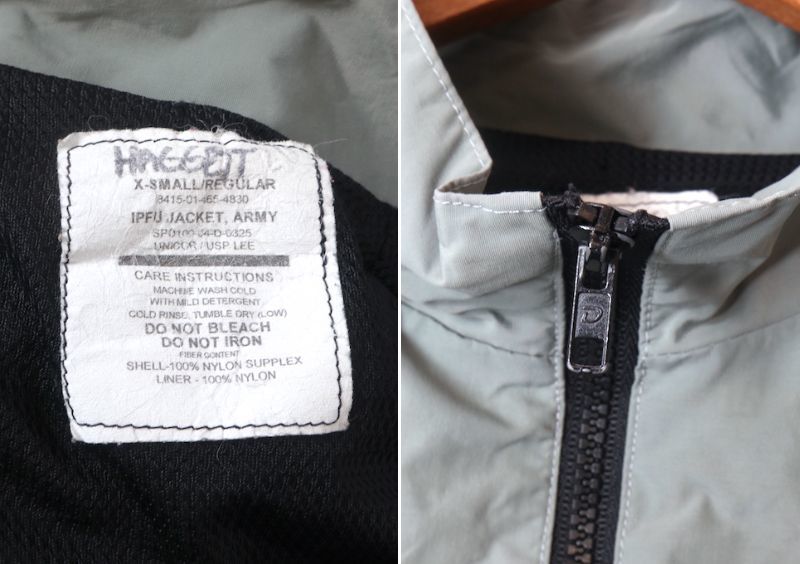 HAGGETT
X-SMALL/REGULAR
8415-01-465-4830
IPFU JACKET, ARMY
SPO100-04-D-0325
UNICOR / USP LEE
CARE INSTRUCTIONS
MACHINE WASH COLD
WITH MILD DETERGENT
COLD RINSE, TUMBLE DRY (LOW)
DO NOT BLEACH
DO NOT IRON
FIBER CONTENT
SHELL-100% NYLON SUPPLEX
LINER - 100% NYLON
D